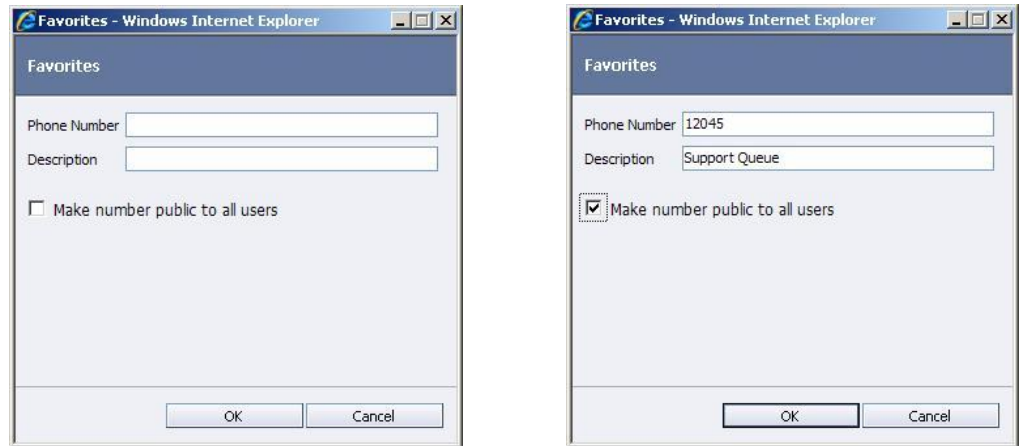 Favorites - Windows Internet Explorer
Favorites
Phone Number
Description
Make number public to all users
OK Cancel
Favorites - Windows Internet Explorer
Favorites
Phone Number 12045
Description Support Queue
Make number public to all users
OK Cancel